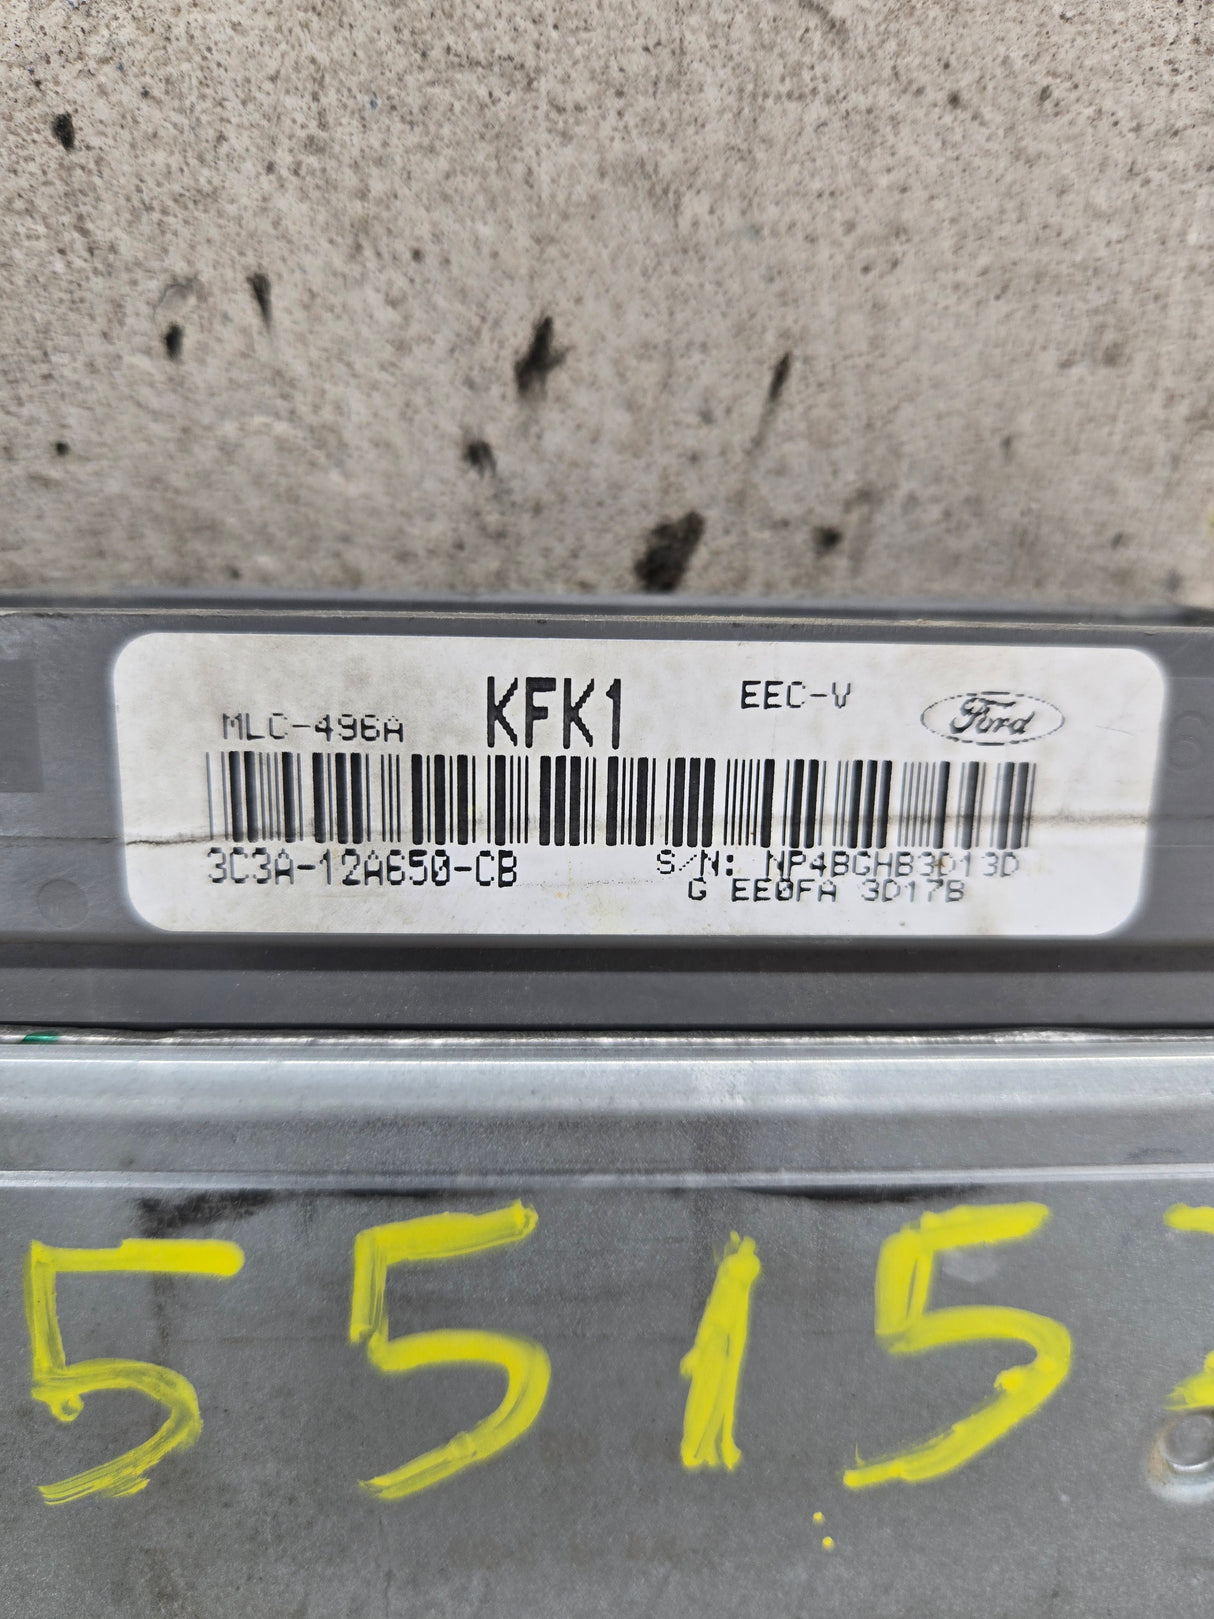 MLC-496A KFK1 EEC-V Ford
3C3A-12A650-CB S/N: NP4BGHB3D13D
G EE0FA 3D17B
5515